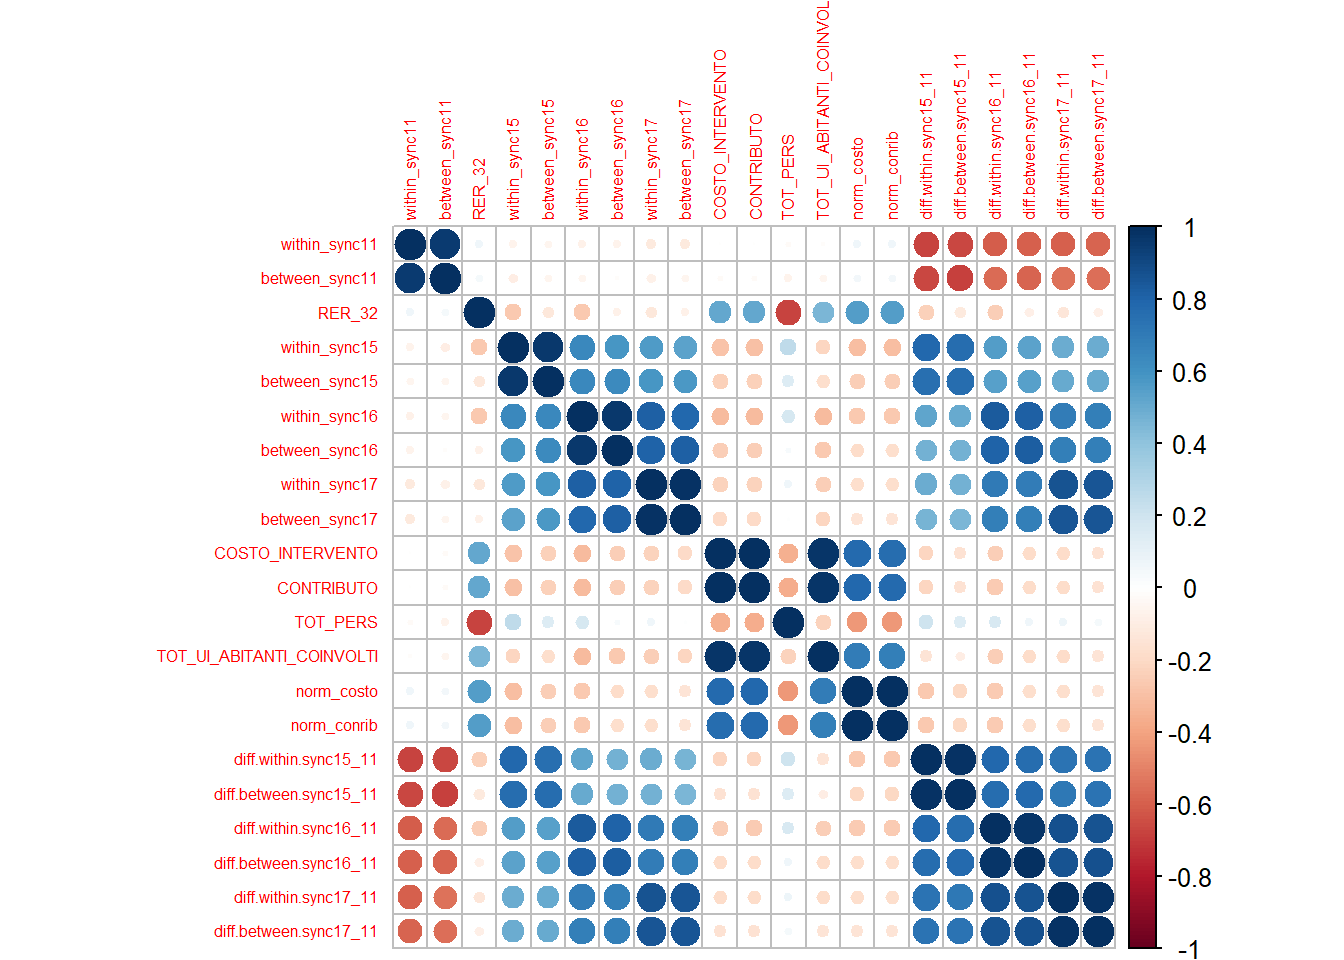 within_sync11
between_sync11
RER_32
within_sync15
between_sync15
within_sync16
between_sync16
within_sync17
between_sync17
COSTO_INTERVENTO
CONTRIBUTO
TOT_PERS
TOT_UI_ABITANTI_COINVOL
norm_costo
norm_conrib
diff.within.sync15_11
diff.between.sync15_11
diff.within.sync16_11
diff.between.sync16_11
diff.within.sync17_11
diff.between.sync17_11
within_sync11
between_sync11
RER_32
within_sync15
between_sync15
within_sync16
between_sync16
within_sync17
between_sync17
COSTO_INTERVENTO
CONTRIBUTO
TOT_PERS
TOT_UI_ABITANTI_COINVOLTI
norm_costo
norm_conrib
diff.within.sync15_11
diff.between.sync15_11
diff.within.sync16_11
diff.between.sync16_11
diff.within.sync17_11
diff.between.sync17_11
1
0.8
0.6
0.4
0.2
0
-0.2
-0.4
-0.6
-0.8
-1